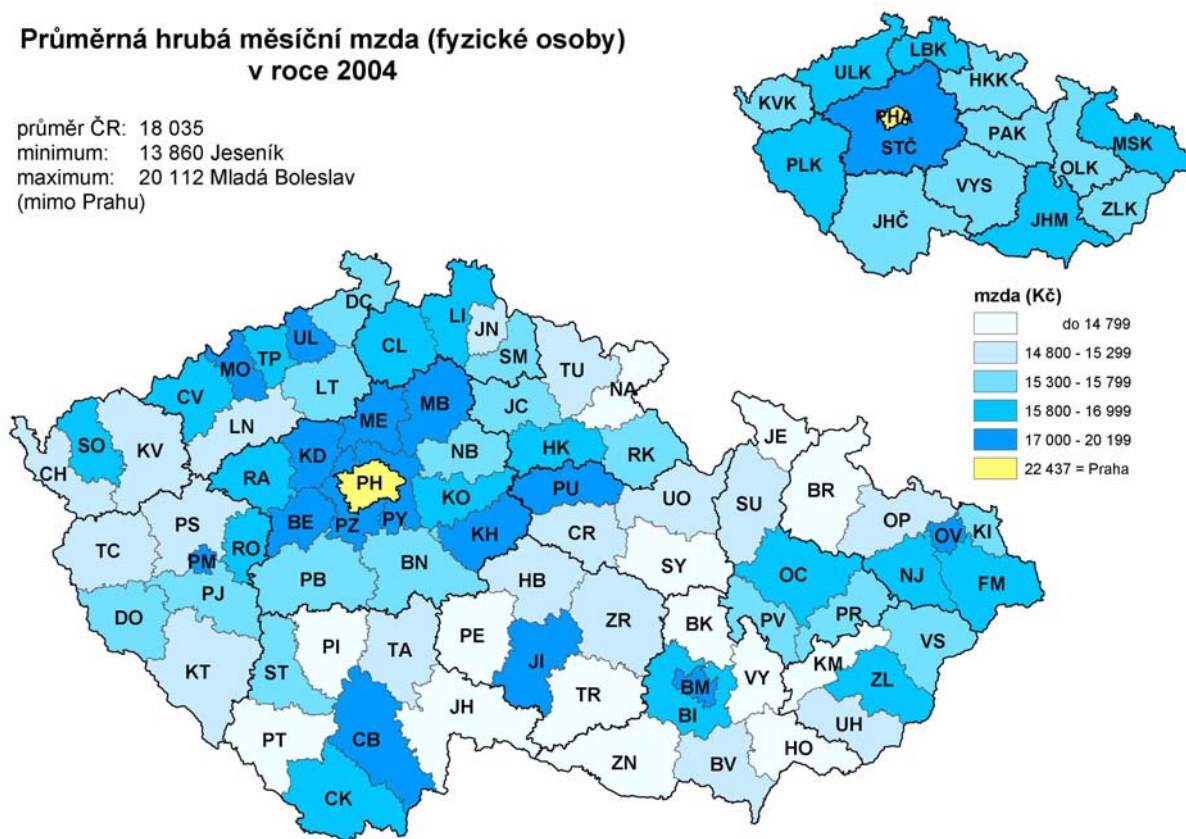 Průměrná hrubá měsíční mzda (fyzické osoby)
v roce 2004
průměr ČR: 18 035
minimum: 13 860 Jeseník
maximum: 20 112 Mladá Boleslav
(mimo Prahu)
LBK
ULK
HKK
KVK
PHA
PAK
STČ
MSK
PLK
OLK
VYS
ZLK
JHČ
JHM
mzda (Kč)
do 14 799
14 800 - 15 299
15 300 - 15 799
15 800 - 16 999
17 000 - 20 199
22 437 = Praha
DC
LI
JN
UL
TP
CL
SM
MO
TU
LT
NA
CV
MB
ME
JC
LN
SO
KV
KD
NB
HK
RK
JE
CH
RA
PH
KO
PU
BR
UO
SU
OP
PS
BE
PZ
PY
KH
CR
OV
KI
TC
RO
PM
BN
SY
OC
NJ
FM
PB
HB
PJ
DO
ZR
BK
PV
PR
PI
TA
PE
VS
KT
ST
JI
KM
VY
ZL
BM
TR
JH
BI
UH
PT
CB
HO
ZN
BV
CK